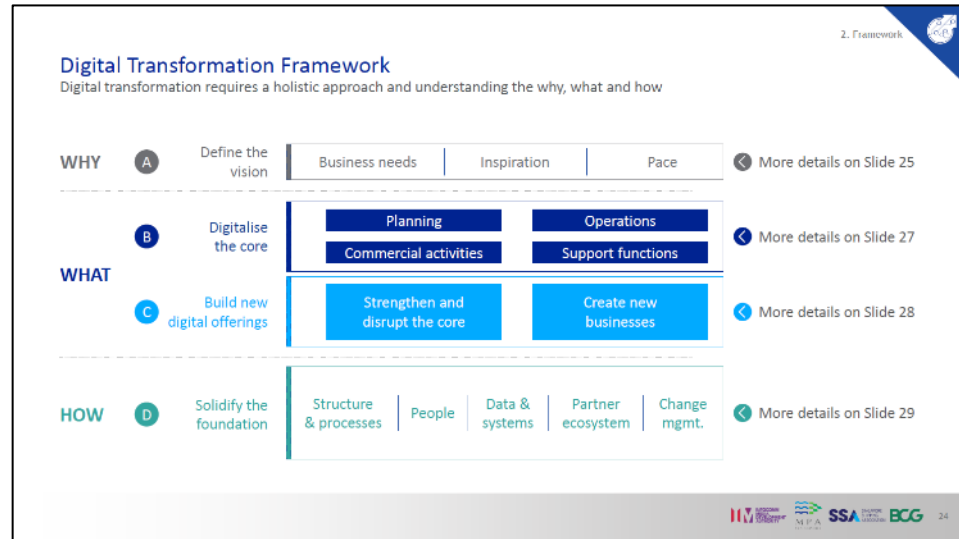 2. Framework
Digital Transformation Framework
Digital transformation requires a holistic approach and understanding the why, what and how
WHY
A
Define the
vision
Business needs
Inspiration
Pace
More details on Slide 25
WHAT
B
Digitalise
the core
Planning
Operations
Commercial activities
Support functions
More details on Slide 27
C
Build new
digital offerings
Strengthen and
disrupt the core
Create new
businesses
More details on Slide 28
HOW
D
Solidify the
foundation
Structure
& processes
People
Data &
systems
Partner
ecosystem
Change
mgmt.
More details on Slide 29
MPA
SSA
BCG
24